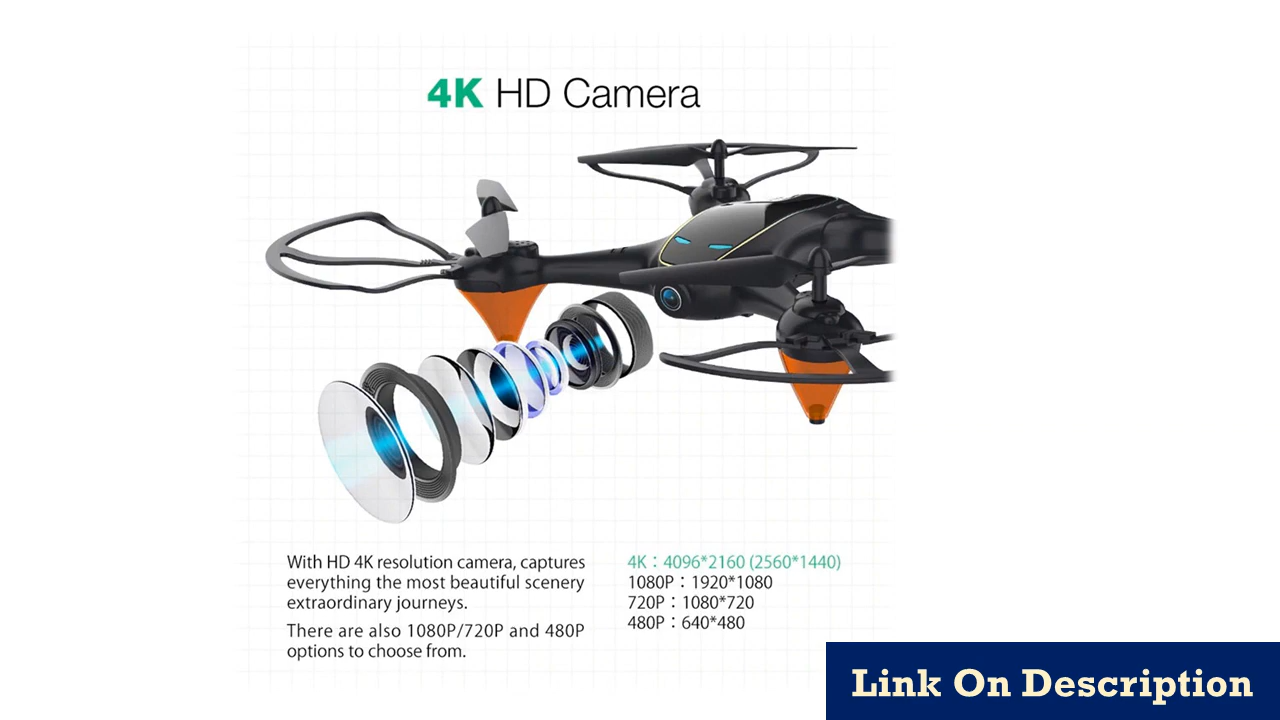 4K HD Camera
With HD 4K resolution camera, captures
everything the most beautiful scenery
extraordinary journeys.
There are also 1080P/720P and 480P
options to choose from.
4K：4096*2160 (2560*1440)
1080P：1920*1080
720P：1080*720
480P：640*480
Link On Description